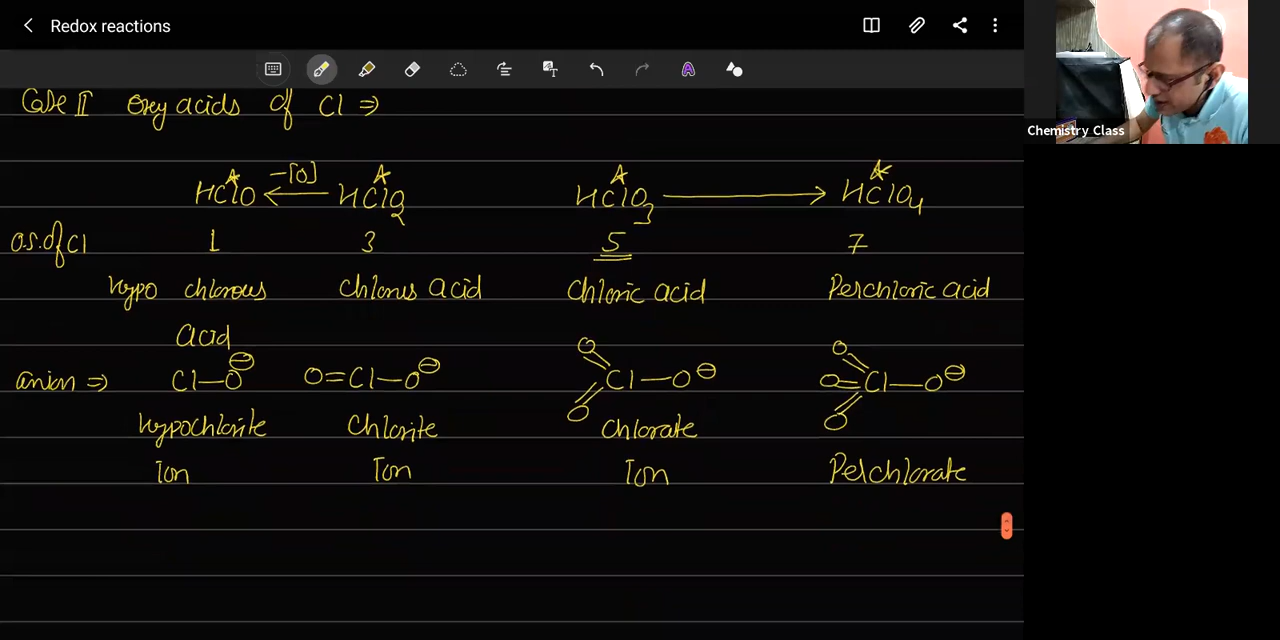 Redox reactions
Chemistry Class
Case II Oxy acids of Cl ⇒
HClO ←-[O] HClO2 HClO3 → HClO4
o.s. of Cl 1 3 5 7
hypo chlorous Chlorus acid Chloric acid Perchloric acid
acid
anion ⇒ Cl–O⊖ O=Cl–O⊖ O=Cl(=O)–O⊖ O=Cl(=O)(=O)–O⊖
hypochlorite Chlorite Chlorate Perchlorate
Ion Ion Ion